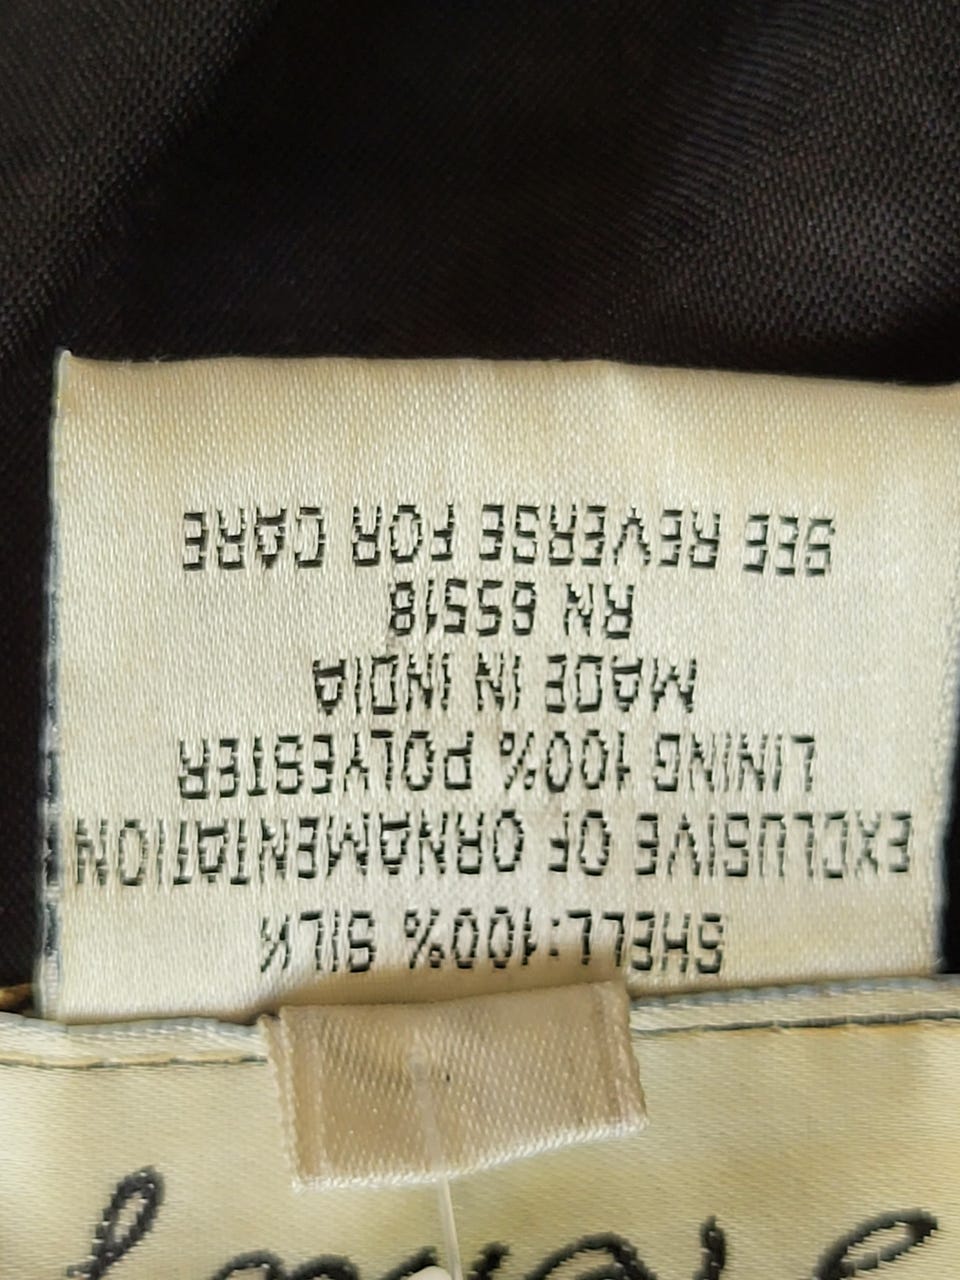 SHELL:100% SILK
EXCLUSIVE OF ORNAMENTATION
LINING 100% POLYESTER
MADE IN INDIA
RN 65518
SEE REVERSE FOR CARE